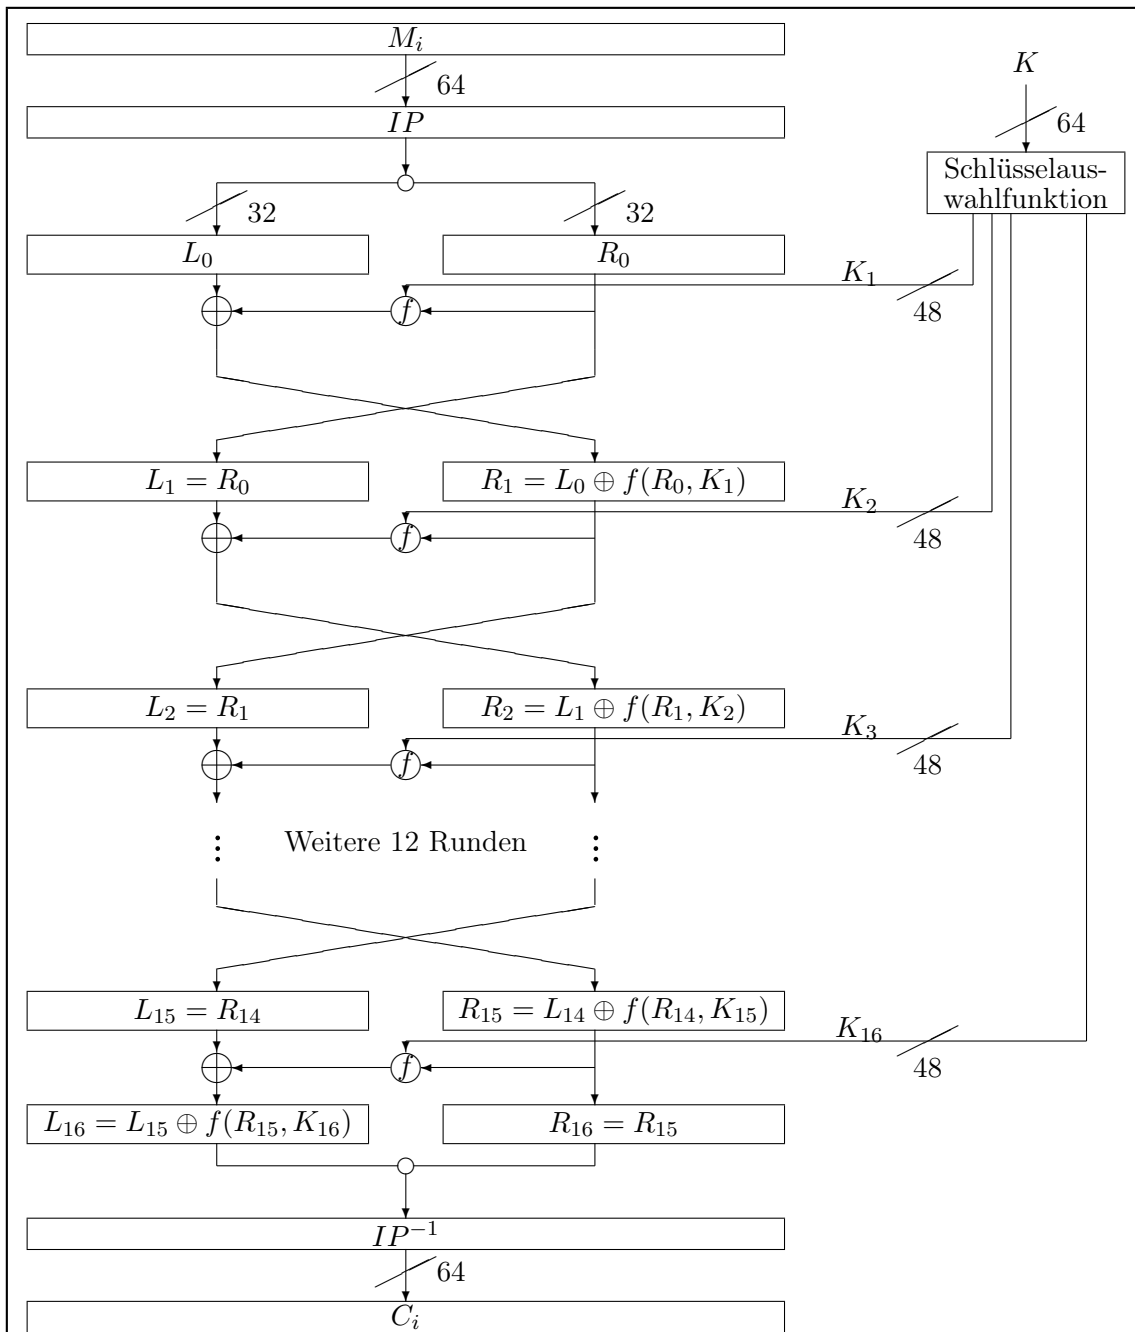 M_i
64
K
IP
64
Schlüsselaus-
wahlfunktion
32
32
L_0
R_0
K_1
f
48
L_1 = R_0
R_1 = L_0 ⊕ f(R_0, K_1)
K_2
f
48
L_2 = R_1
R_2 = L_1 ⊕ f(R_1, K_2)
K_3
f
48
Weitere 12 Runden
L_15 = R_14
R_15 = L_14 ⊕ f(R_14, K_15)
K_16
f
48
L_16 = L_15 ⊕ f(R_15, K_16)
R_16 = R_15
IP^−1
64
C_i